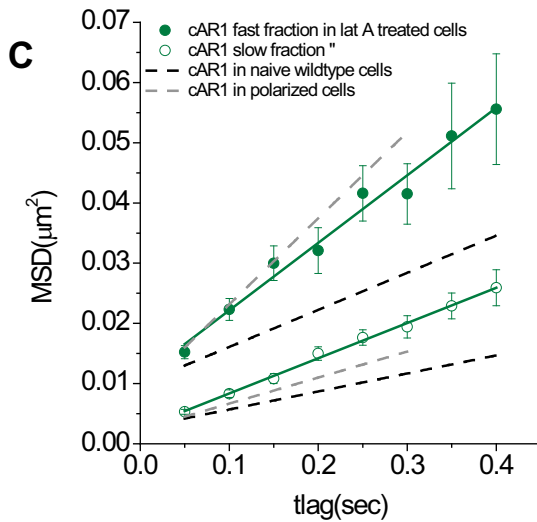 C
cAR1 fast fraction in lat A treated cells
cAR1 slow fraction "
cAR1 in naive wildtype cells
cAR1 in polarized cells
0.07
0.06
0.05
0.04
0.03
0.02
0.01
0.00
MSD(μm²)
0.0 0.1 0.2 0.3 0.4
tlag(sec)